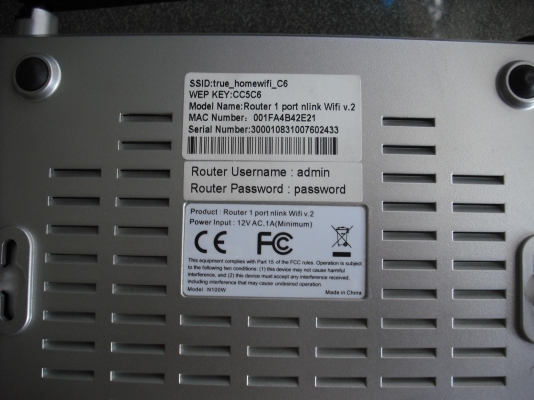 SSID:true_homewifi_C6
WEP KEY:CC5C6
Model Name:Router 1 port nlink Wifi v.2
MAC Number: 001FA4B42E21
Serial Number:300010831007602433
Router Username : admin
Router Password : password
Product : Router 1 port nlink Wifi v.2
Power Input : 12V AC,1A(Minimum)
CE FC
This equipment complies with Part 15 of the FCC rules. Operation is subject
to the following two conditions: (1) this device may not cause harmful
interference, and (2) this device must accept any interference received,
including interference that may cause undesired operation.
Model : N100W Made in China